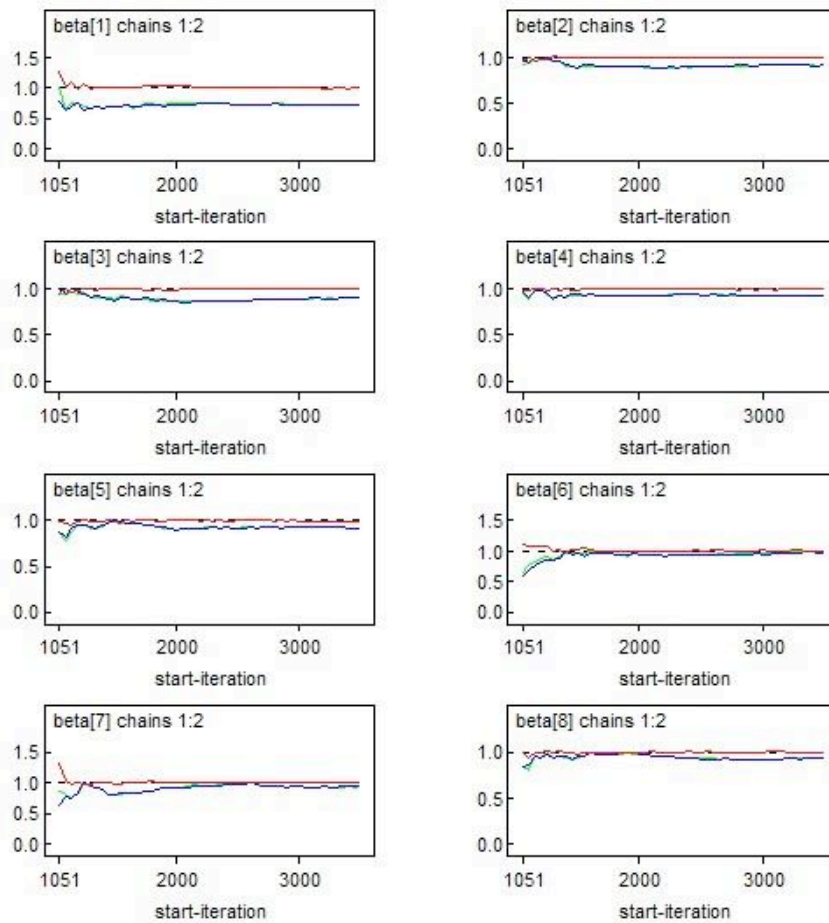 beta[1] chains 1:2
1.5
1.0
0.5
0.0
1051 2000 3000
start-iteration
beta[2] chains 1:2
1.0
0.5
0.0
1051 2000 3000
start-iteration
beta[3] chains 1:2
1.0
0.5
0.0
1051 2000 3000
start-iteration
beta[4] chains 1:2
1.0
0.5
0.0
1051 2000 3000
start-iteration
beta[5] chains 1:2
1.0
0.5
0.0
1051 2000 3000
start-iteration
beta[6] chains 1:2
1.5
1.0
0.5
0.0
1051 2000 3000
start-iteration
beta[7] chains 1:2
1.5
1.0
0.5
0.0
1051 2000 3000
start-iteration
beta[8] chains 1:2
1.0
0.5
0.0
1051 2000 3000
start-iteration